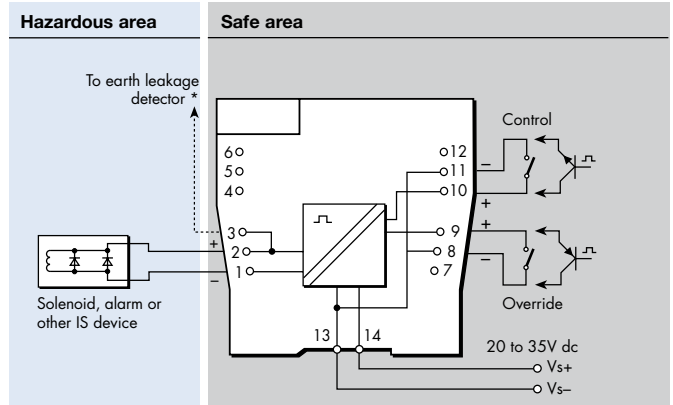 Hazardous area
Safe area
To earth leakage
detector *
Control
6
5
4
3
2
1
12
11
10
9
8
7
–
+
+
–
+
–
Solenoid, alarm or
other IS device
Override
13
14
20 to 35V dc
Vs+
Vs–